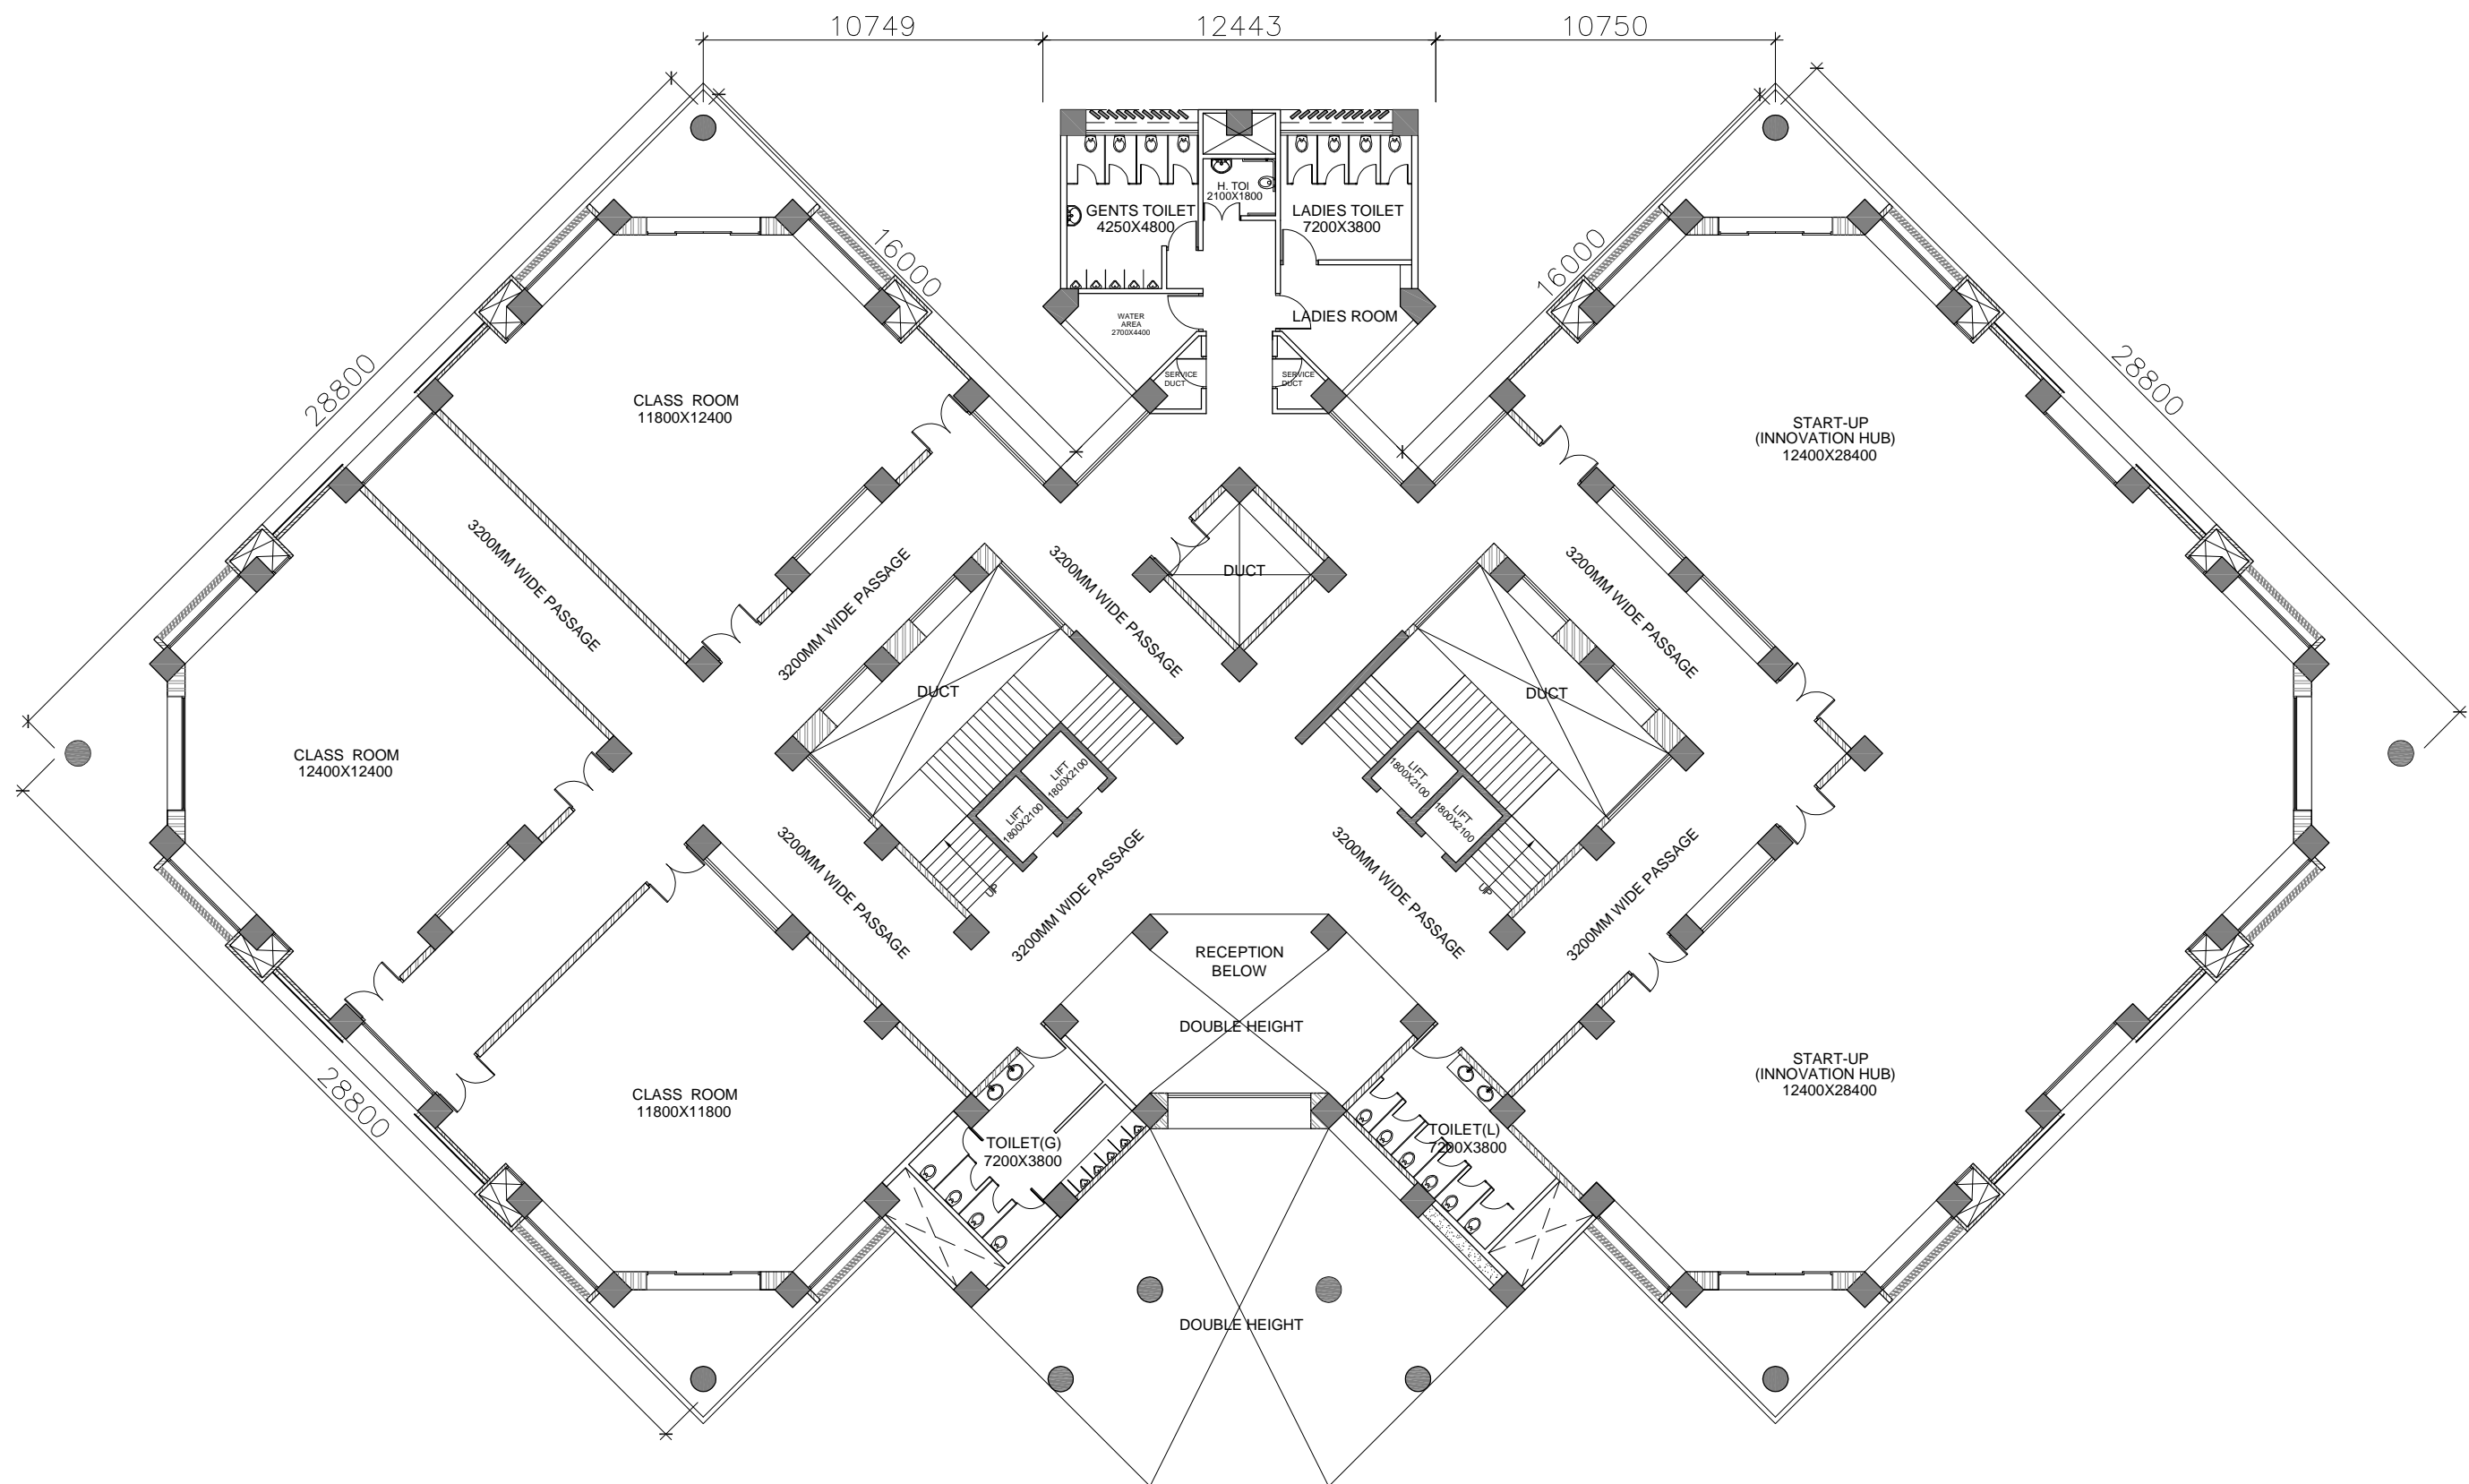 10749
12443
10750
16000
16000
28800
28800
H. TOI
2100X1800
GENTS TOILET
4250X4800
LADIES TOILET
7200X3800
WATER
AREA
2700X4400
LADIES ROOM
SERVICE
DUCT
SERVICE
DUCT
CLASS ROOM
11800X12400
START-UP
(INNOVATION HUB)
12400X28400
3200MM WIDE PASSAGE
3200MM WIDE PASSAGE
3200MM WIDE PASSAGE
DUCT
3200MM WIDE PASSAGE
DUCT
DUCT
CLASS ROOM
12400X12400
LIFT
1800X2100
LIFT
1800X2100
LIFT
1800X2100
LIFT
1800X2100
UP
UP
3200MM WIDE PASSAGE
3200MM WIDE PASSAGE
3200MM WIDE PASSAGE
3200MM WIDE PASSAGE
RECEPTION
BELOW
DOUBLE HEIGHT
START-UP
(INNOVATION HUB)
12400X28400
28800
CLASS ROOM
11800X11800
TOILET(G)
7200X3800
TOILET(L)
7200X3800
DOUBLE HEIGHT